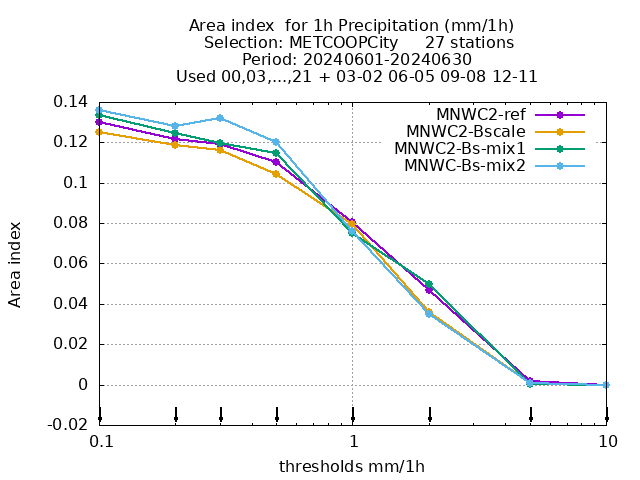 Area index  for 1h Precipitation (mm/1h)
Selection: METCOOPCity     27 stations
Period: 20240601-20240630
Used 00,03,...,21 + 03-02 06-05 09-08 12-11
MNWC2-ref
MNWC2-Bscale
MNWC2-Bs-mix1
MNWC-Bs-mix2
0.14
0.12
0.1
0.08
0.06
0.04
0.02
0
-0.02
Area index
0.1
1
10
thresholds mm/1h